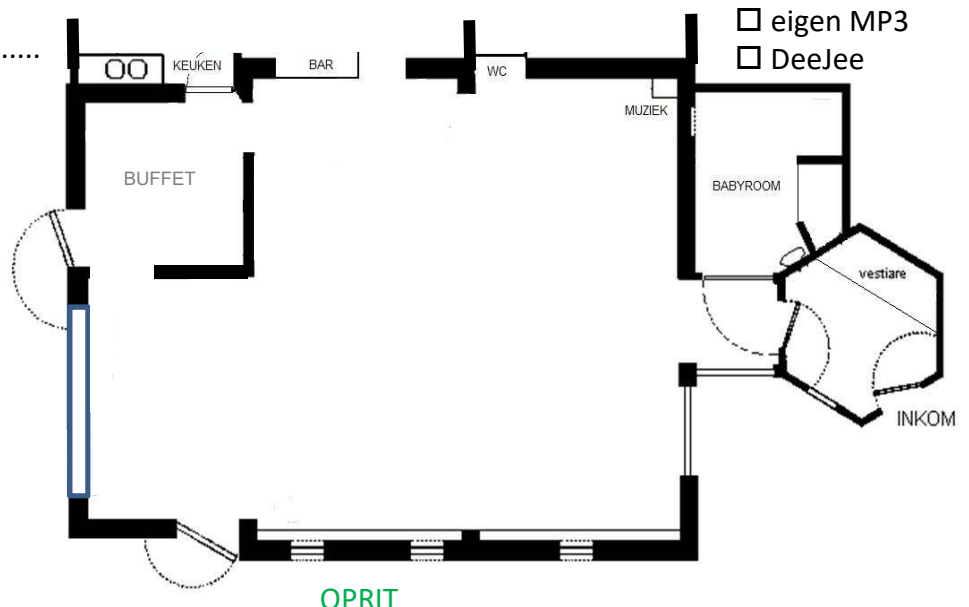 □ eigen MP3
□ DeeJee
.....
KEUKEN
BAR
WC
MUZIEK
BUFFET
BABYROOM
vestiare
INKOM
OPRIT